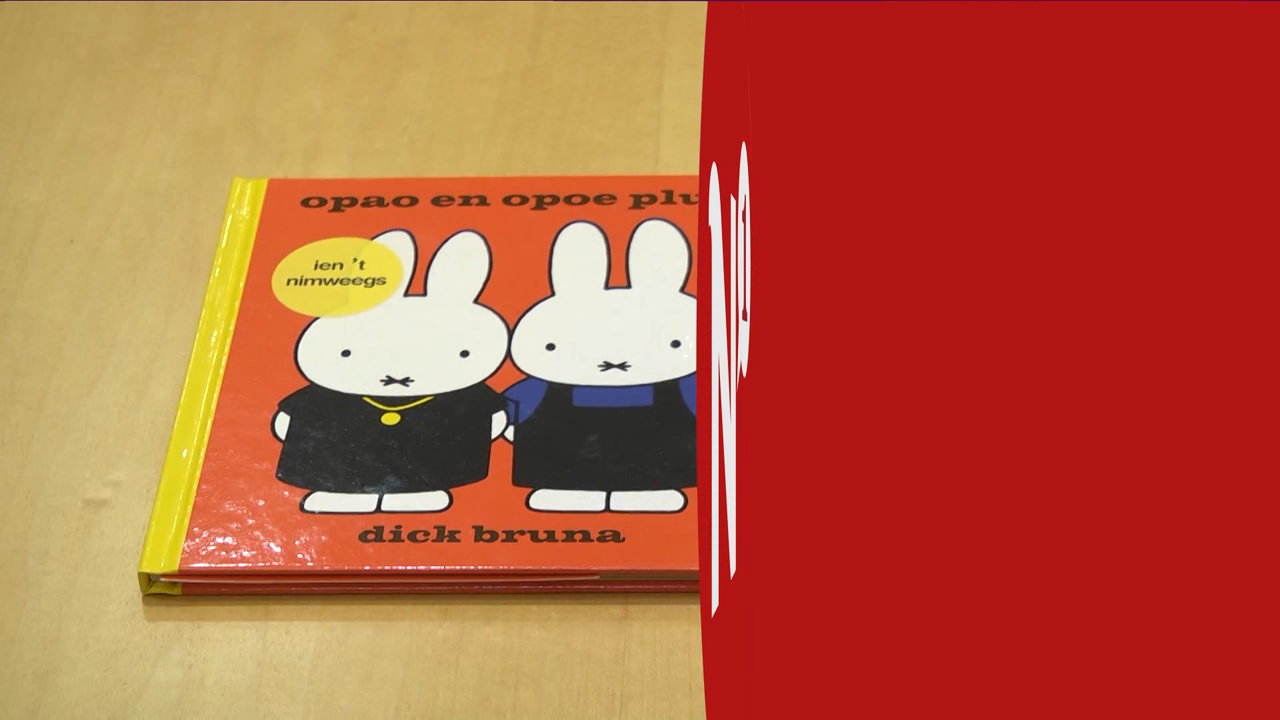 opao en opoe plu
ien 't
nimweegs
dick bruna